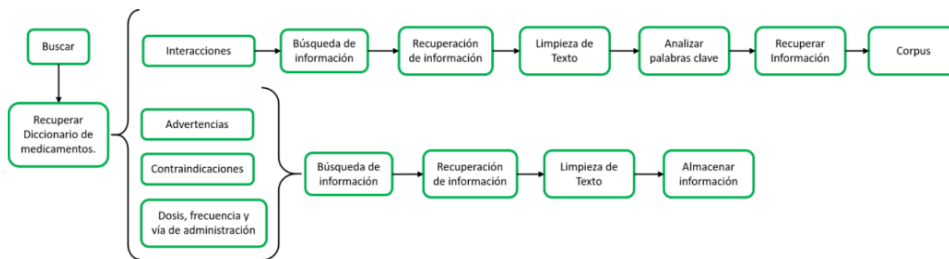 Buscar
Recuperar
Diccionario de
medicamentos.
Interacciones
Búsqueda de
información
Recuperación
de información
Limpieza de
Texto
Analizar
palabras clave
Recuperar
Información
Corpus
Advertencias
Contraindicaciones
Dosis, frecuencia y
vía de administración
Búsqueda de
información
Recuperación
de información
Limpieza de
Texto
Almacenar
información